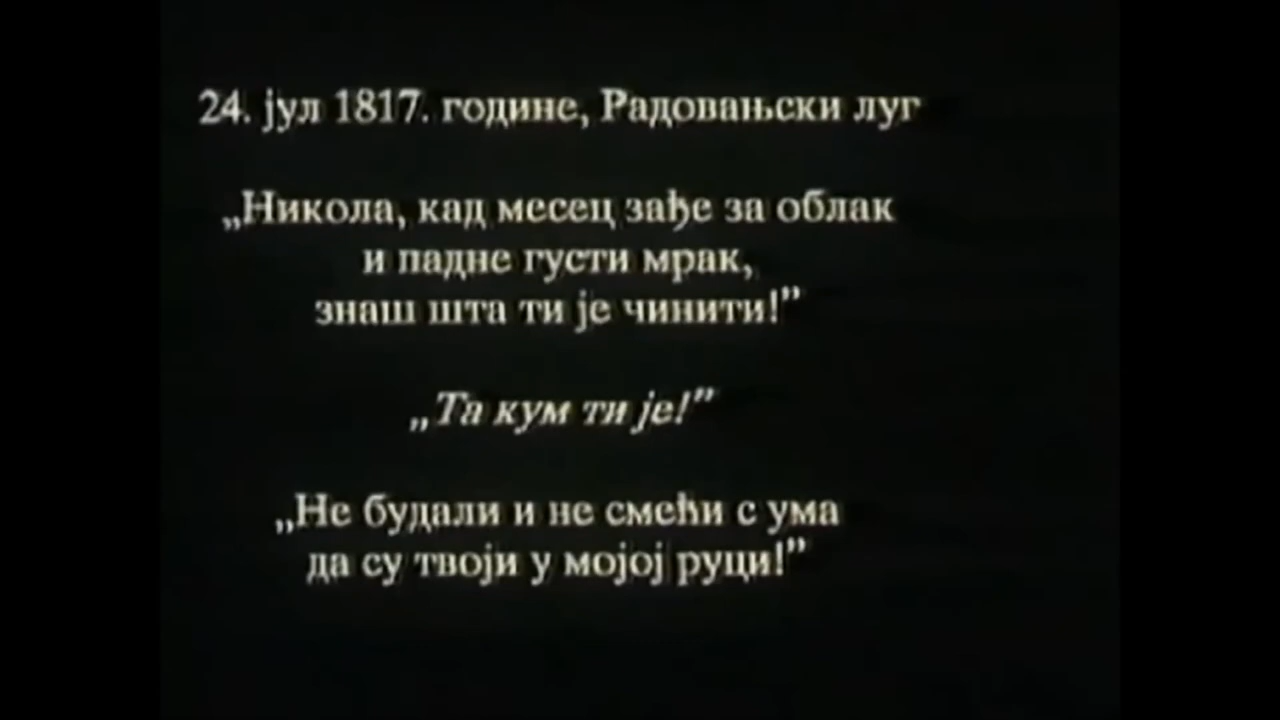 24. јул 1817. године, Радовањски луг
„Никола, кад месец зађе за облак
и падне густи мрак,
знаш шта ти је чинити!”
„Та кум ти је!”
„Не будали и не смећи с ума
да су твоји у мојој руци!”